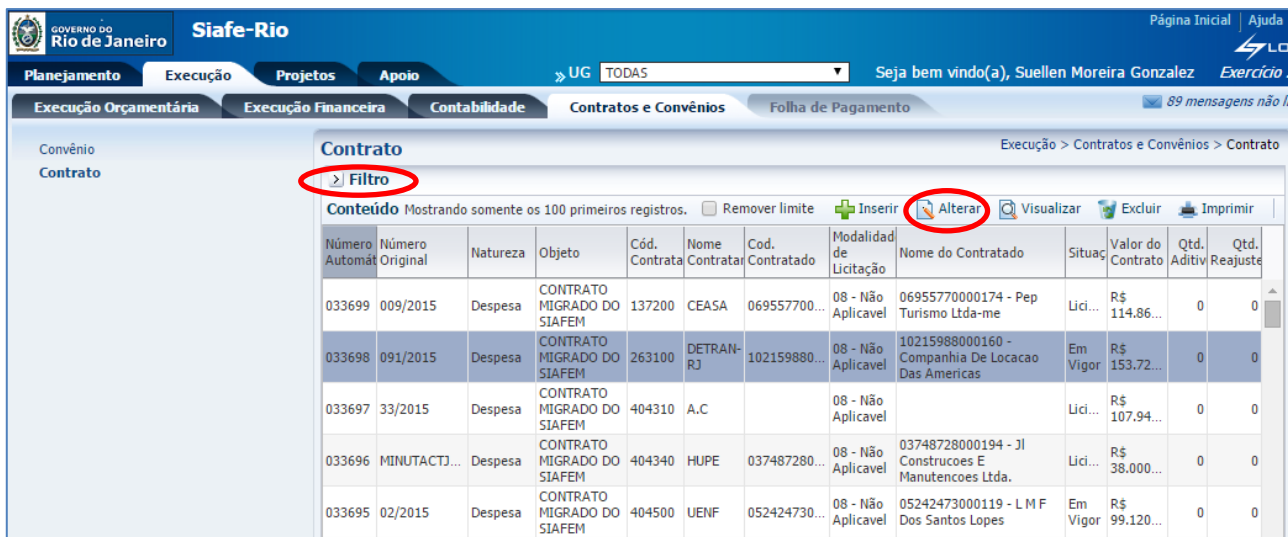 GOVERNO DO
Rio de Janeiro
Siafe-Rio
Página Inicial | Ajuda
Planejamento Execução Projetos Apoio » UG TODAS Seja bem vindo(a), Suellen Moreira Gonzalez Exercício
Execução Orçamentária Execução Financeira Contabilidade Contratos e Convênios Folha de Pagamento 89 mensagens não
Convênio
Contrato
Contrato
Execução > Contratos e Convênios > Contrato
Filtro
Conteúdo Mostrando somente os 100 primeiros registros. Remover limite Inserir Alterar Visualizar Excluir Imprimir
Número Automát Número Original Natureza Objeto Cód. Contrata Nome Contratar Cod. Contratado Modalidad de Licitação Nome do Contratado Situaç Valor do Contrato Qtd. Aditiv Qtd. Reajuste
033699 009/2015 Despesa CONTRATO MIGRADO DO SIAFEM 137200 CEASA 069557700... 08 - Não Aplicavel 06955770000174 - Pep Turismo Ltda-me Lici... R$ 114.86... 0 0
033698 091/2015 Despesa CONTRATO MIGRADO DO SIAFEM 263100 DETRAN-RJ 102159880... 08 - Não Aplicavel 10215988000160 - Companhia De Locacao Das Americas Em Vigor R$ 153.72... 0 0
033697 33/2015 Despesa CONTRATO MIGRADO DO SIAFEM 404310 A.C 08 - Não Aplicavel Lici... R$ 107.94... 0 0
033696 MINUTACTJ... Despesa CONTRATO MIGRADO DO SIAFEM 404340 HUPE 037487280... 08 - Não Aplicavel 03748728000194 - Jl Construcoes E Manutencoes Ltda. Lici... R$ 38.000... 0 0
033695 02/2015 Despesa CONTRATO MIGRADO DO SIAFEM 404500 UENF 052424730... 08 - Não Aplicavel 05242473000119 - L M F Dos Santos Lopes Em Vigor R$ 99.120... 0 0